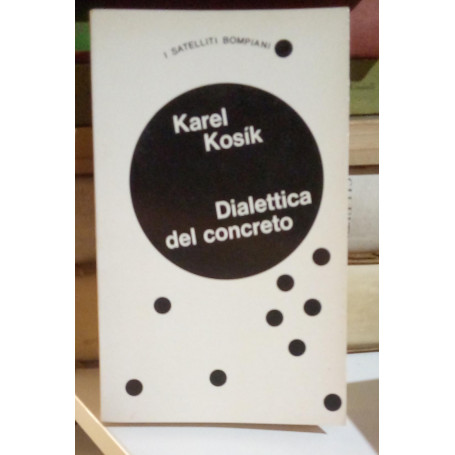 I SATELLITI BOMPIANI
Karel
Kosík
Dialettica
del concreto